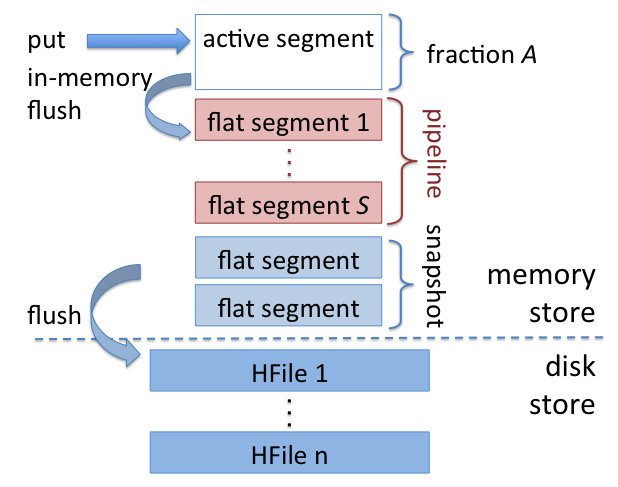 put
active segment
fraction A
in-memory
flush
flat segment 1
pipeline
flat segment S
flat segment
flat segment
snapshot
memory
store
flush
disk
store
HFile 1
HFile n